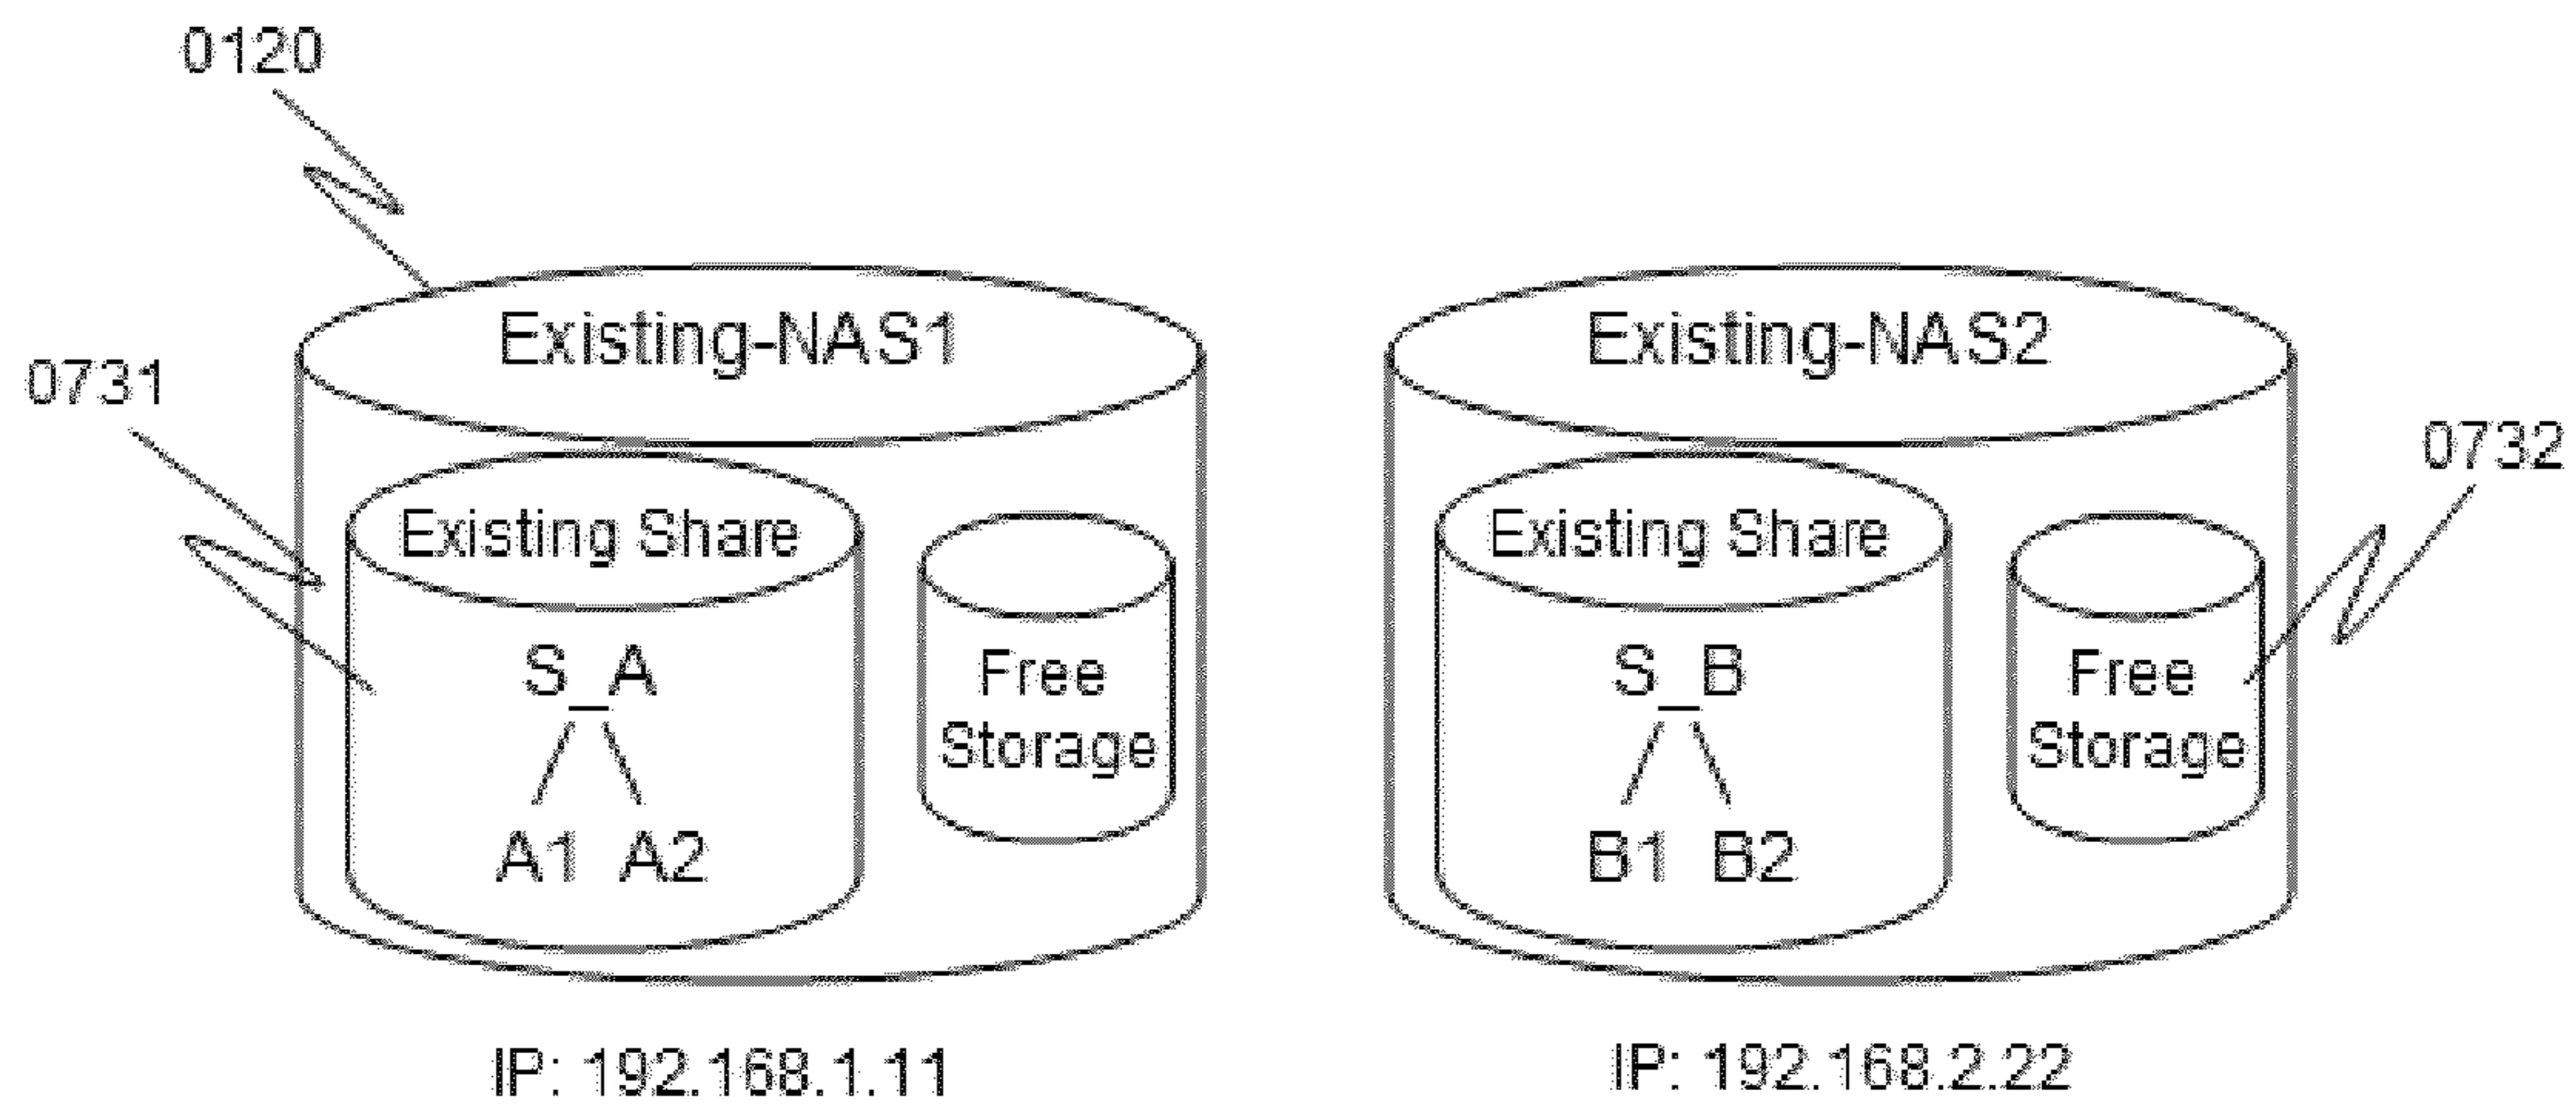 0120
Existing-NAS1
Existing-NAS2
0731
0732
Existing Share
Existing Share
S_A
Free
Storage
S_B
Free
Storage
A1 A2
B1 B2
IP: 192.168.1.11
IP: 192.168.2.22